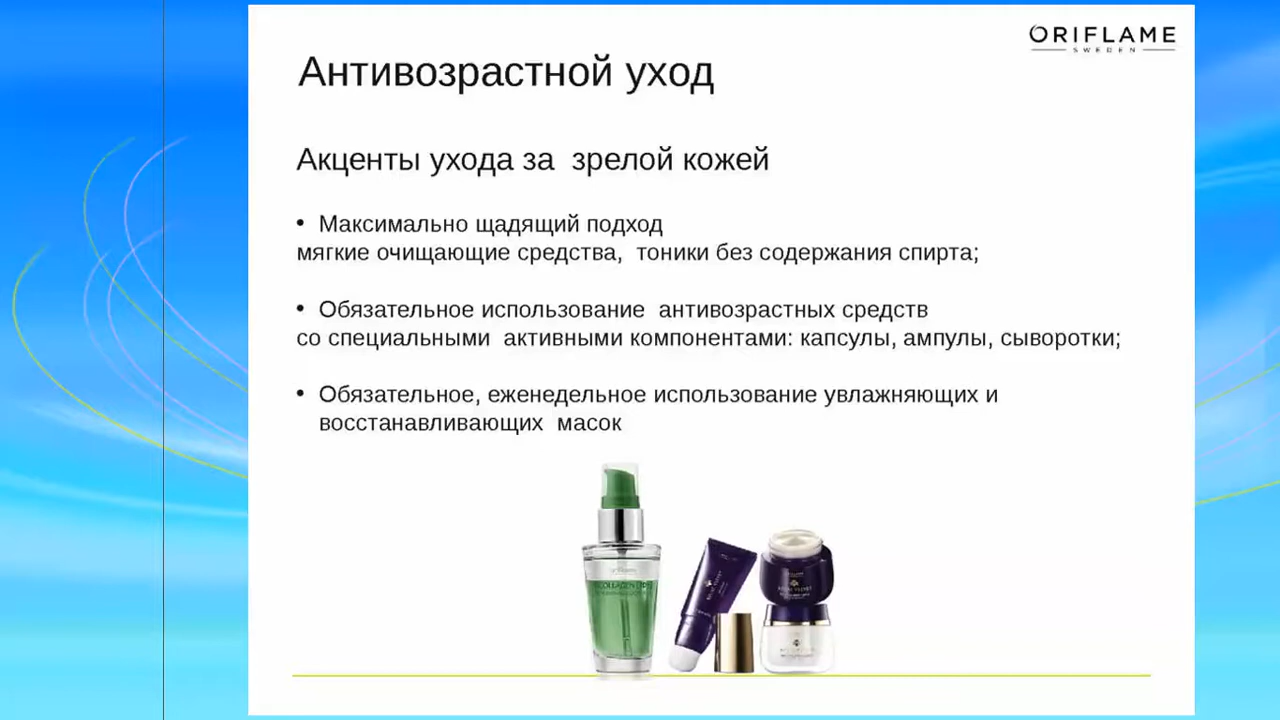 ORIFLAME
SWEDEN
Антивозрастной уход
Акценты ухода за  зрелой кожей
• Максимально щадящий подход
мягкие очищающие средства,  тоники без содержания спирта;
• Обязательное использование  антивозрастных средств
со специальными  активными компонентами: капсулы, ампулы, сыворотки;
• Обязательное, еженедельное использование увлажняющих и
восстанавливающих  масок